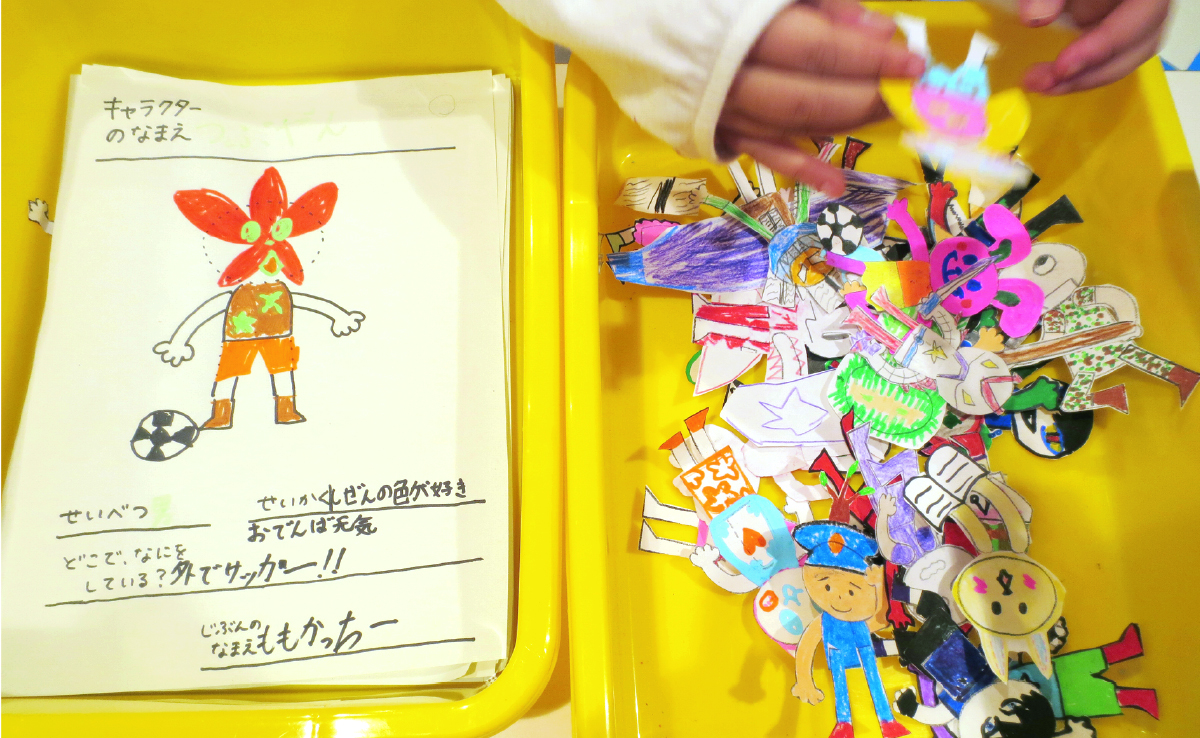 キャラクター
のなまえ
せいべつ
せいかく しぜんの色が好き
おでんば元気
どこで、なにを
している?外でサッカー!!
じぶんの
なまえ ももかっちー